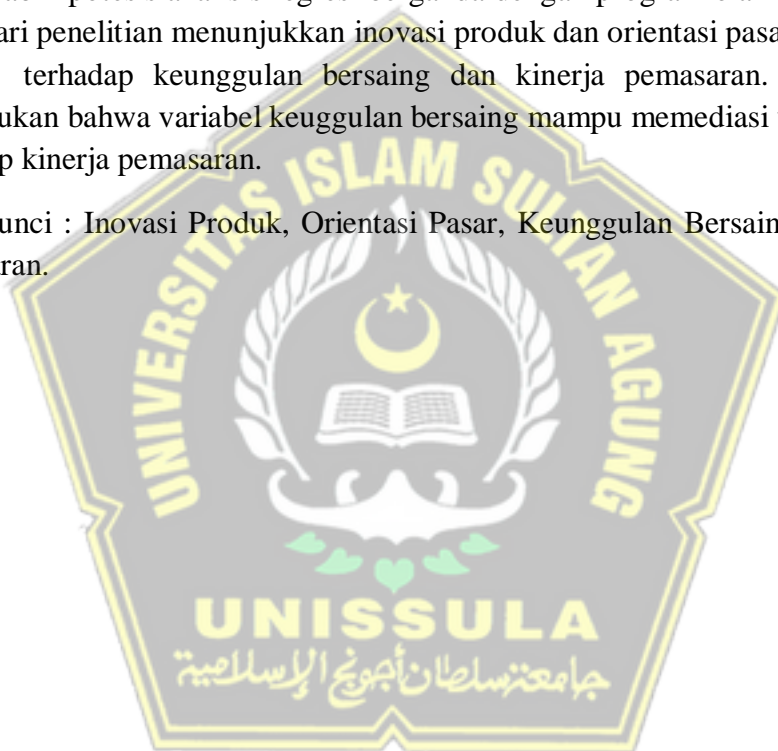 ari penelitian menunjukkan inovasi produk dan orientasi pasa
terhadap keunggulan bersaing dan kinerja pemasaran.
ukan bahwa variabel keuggulan bersaing mampu memediasi
p kinerja pemasaran.
unci : Inovasi Produk, Orientasi Pasar, Keunggulan Bersain
ran.
UNIVERSITAS ISLAM SULTAN AGUNG
UNISSULA
جامعة سلطان أجونج الإسلامية